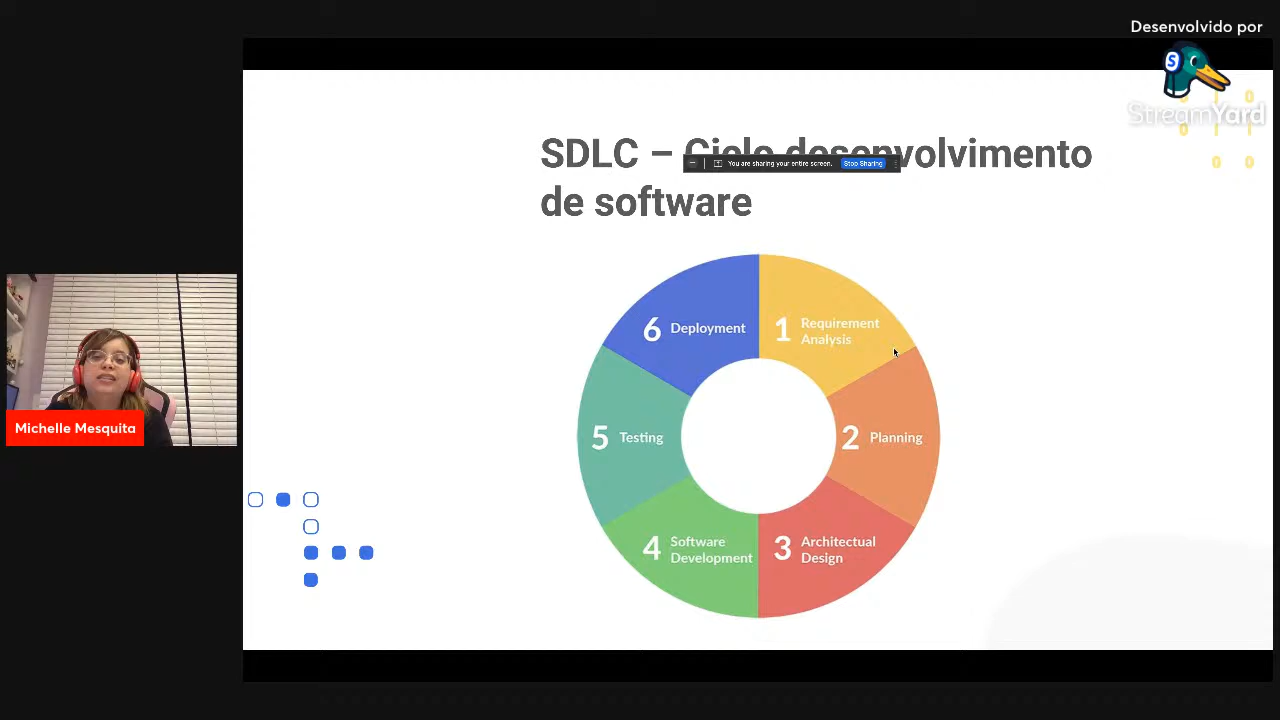 Desenvolvido por
StreamYard
SDLC – Ciclo desenvolvimento
de software
You are sharing your entire screen.
Stop Sharing
6 Deployment
1 Requirement
Analysis
5 Testing
2 Planning
4 Software
Development
3 Architectual
Design
Michelle Mesquita